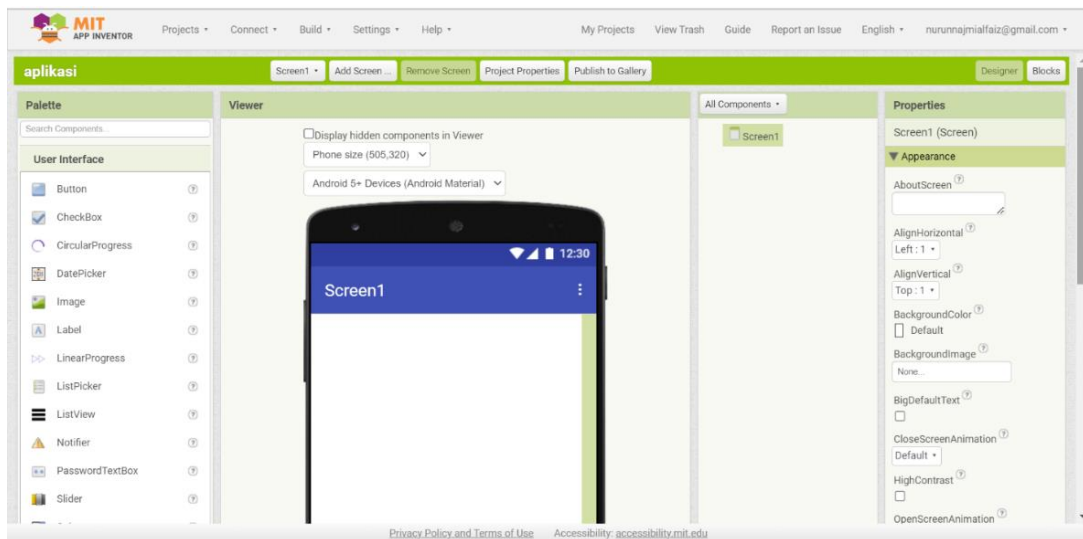 MIT
APP INVENTOR
Projects
Connect
Build
Settings
Help
My Projects
View Trash
Guide
Report an Issue
English
nurunnajmialfaiz@gmail.com
aplikasi
Screen1
Add Screen ...
Remove Screen
Project Properties
Publish to Gallery
Designer
Blocks
Palette
Search Components...
User Interface
Button
CheckBox
CircularProgress
DatePicker
Image
Label
LinearProgress
ListPicker
ListView
Notifier
PasswordTextBox
Slider
Viewer
Display hidden components in Viewer
Phone size (505,320)
Android 5+ Devices (Android Material)
12:30
Screen1
All Components
Screen1
Properties
Screen1 (Screen)
Appearance
AboutScreen
AlignHorizontal
Left : 1
AlignVertical
Top : 1
BackgroundColor
Default
BackgroundImage
None...
BigDefaultText
CloseScreenAnimation
Default
HighContrast
OpenScreenAnimation
Privacy Policy and Terms of Use
Accessibility: accessibility.mit.edu